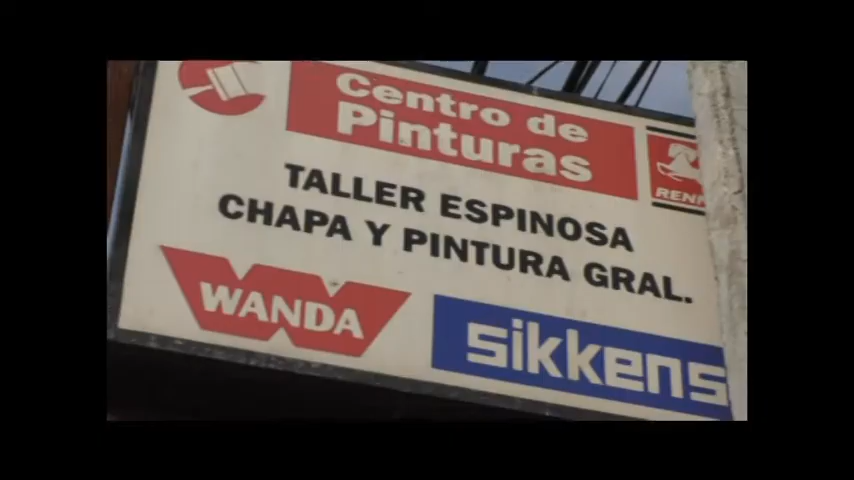 Centro de
Pinturas
TALLER ESPINOSA
CHAPA Y PINTURA GRAL.
WANDA
sikkens